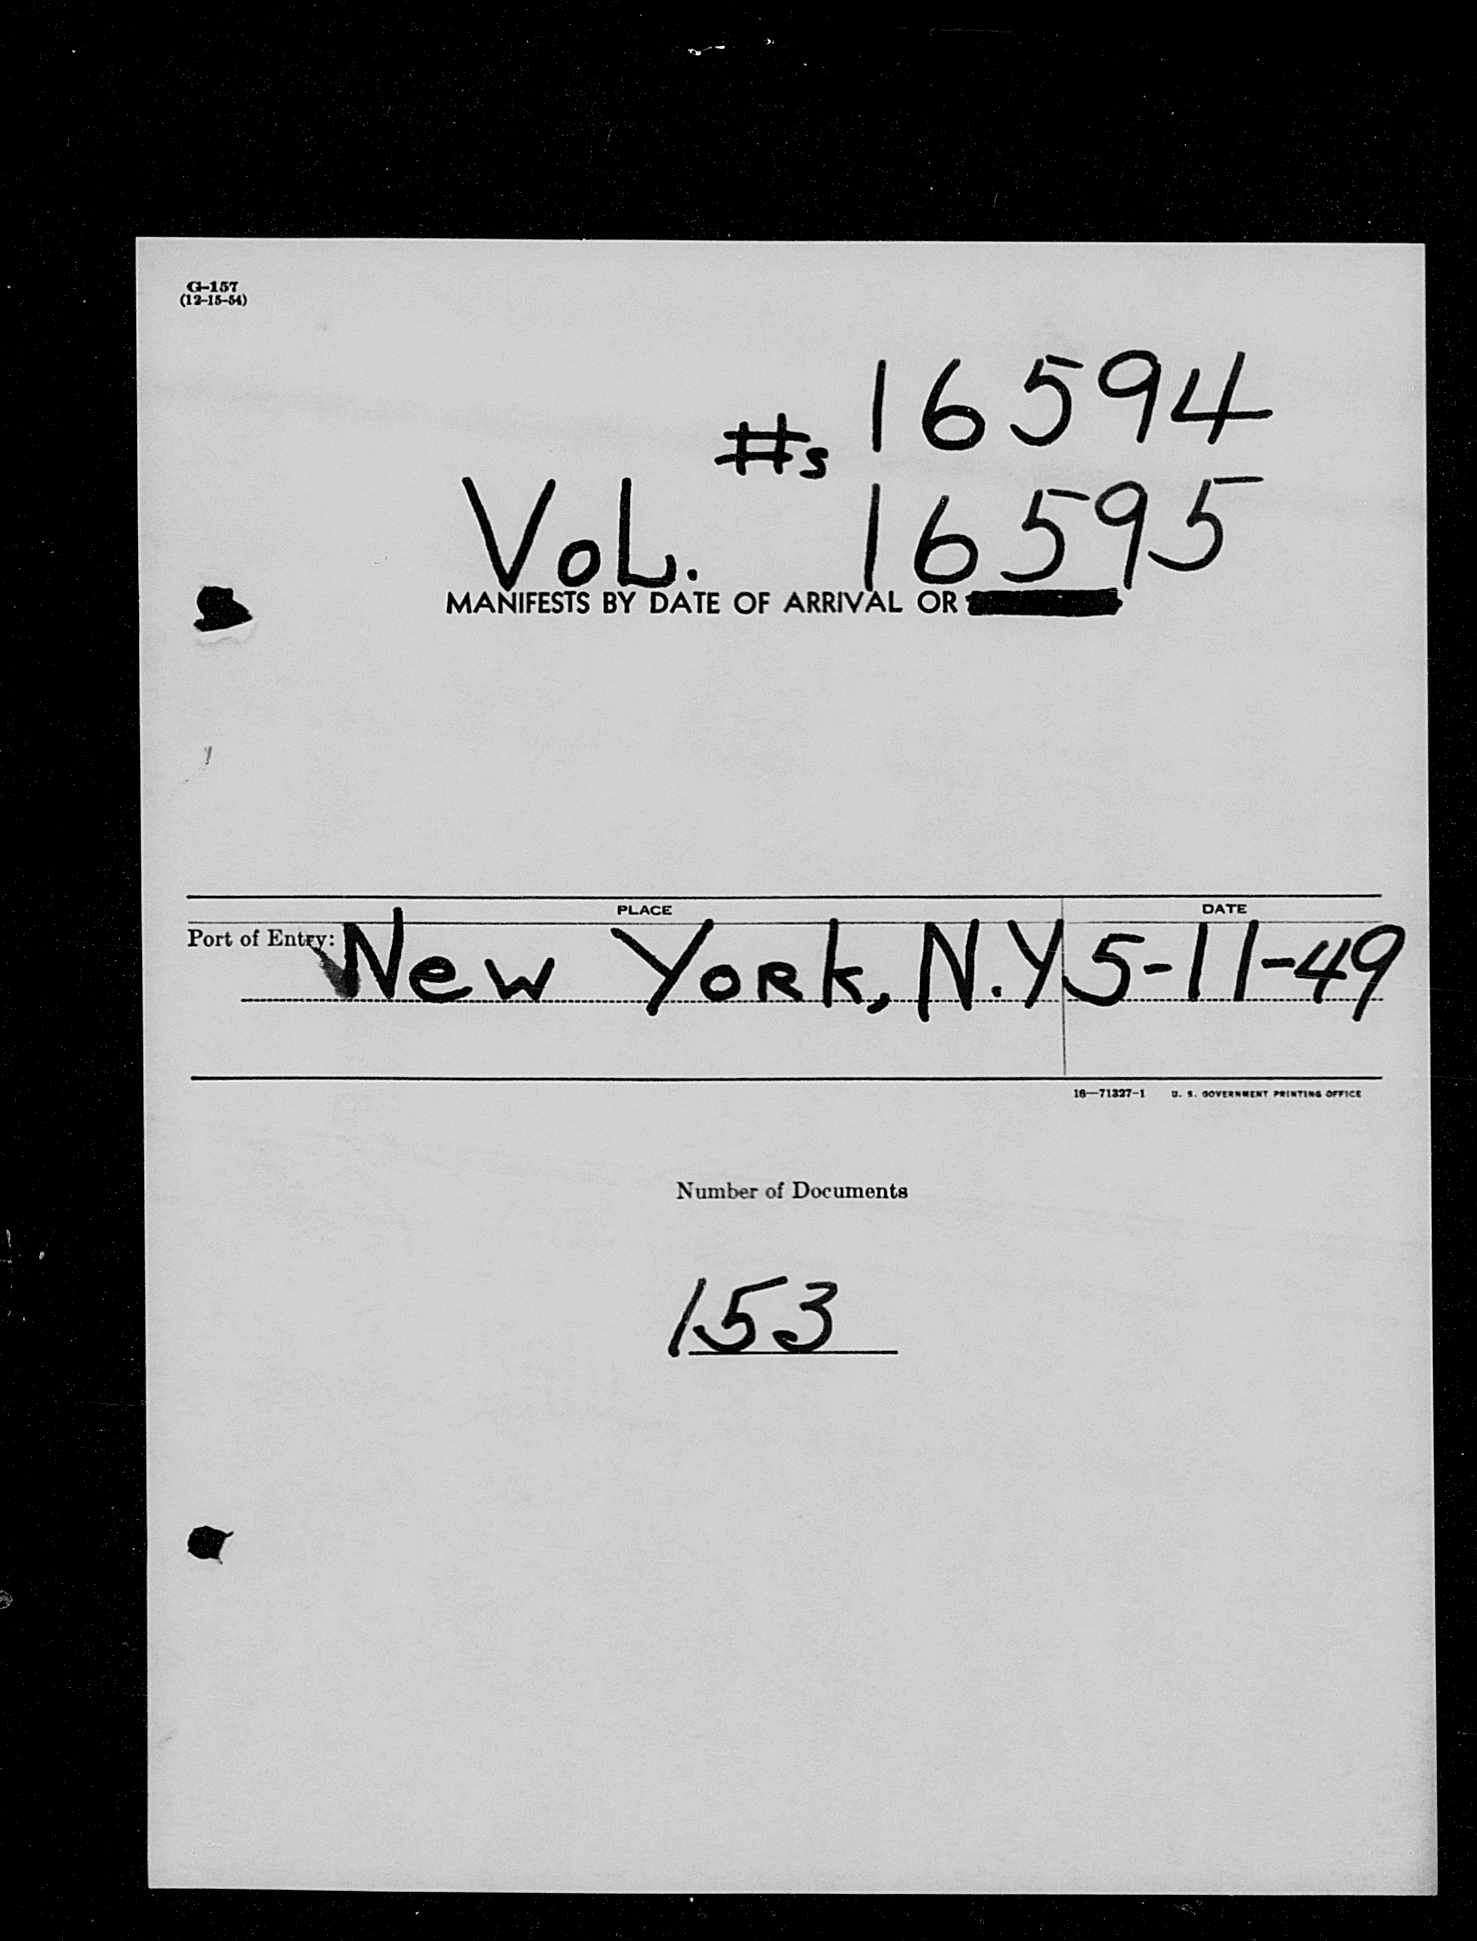 G-157
(12-15-54)
#s 16594
VoL. 16595
MANIFESTS BY DATE OF ARRIVAL OR
PLACE DATE
Port of Entry: New York, N.Y 5-11-49
16—71327-1 U. S. GOVERNMENT PRINTING OFFICE
Number of Documents
153